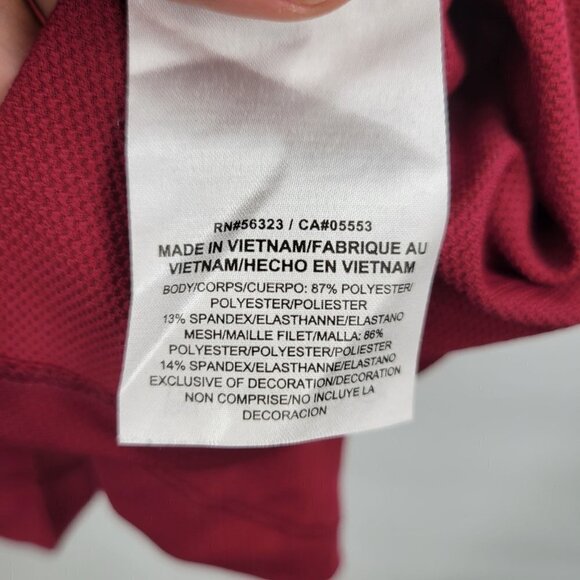 RN#56323 / CA#05553
MADE IN VIETNAM/FABRIQUE AU
VIETNAM/HECHO EN VIETNAM
BODY/CORPS/CUERPO: 87% POLYESTER/
POLYESTER/POLIESTER
13% SPANDEX/ELASTHANNE/ELASTANO
MESH/MAILLE FILET/MALLA: 86%
POLYESTER/POLYESTER/POLIESTER
14% SPANDEX/ELASTHANNE/ELASTANO
EXCLUSIVE OF DECORATION/DECORATION
NON COMPRISE/NO INCLUYE LA
DECORACION